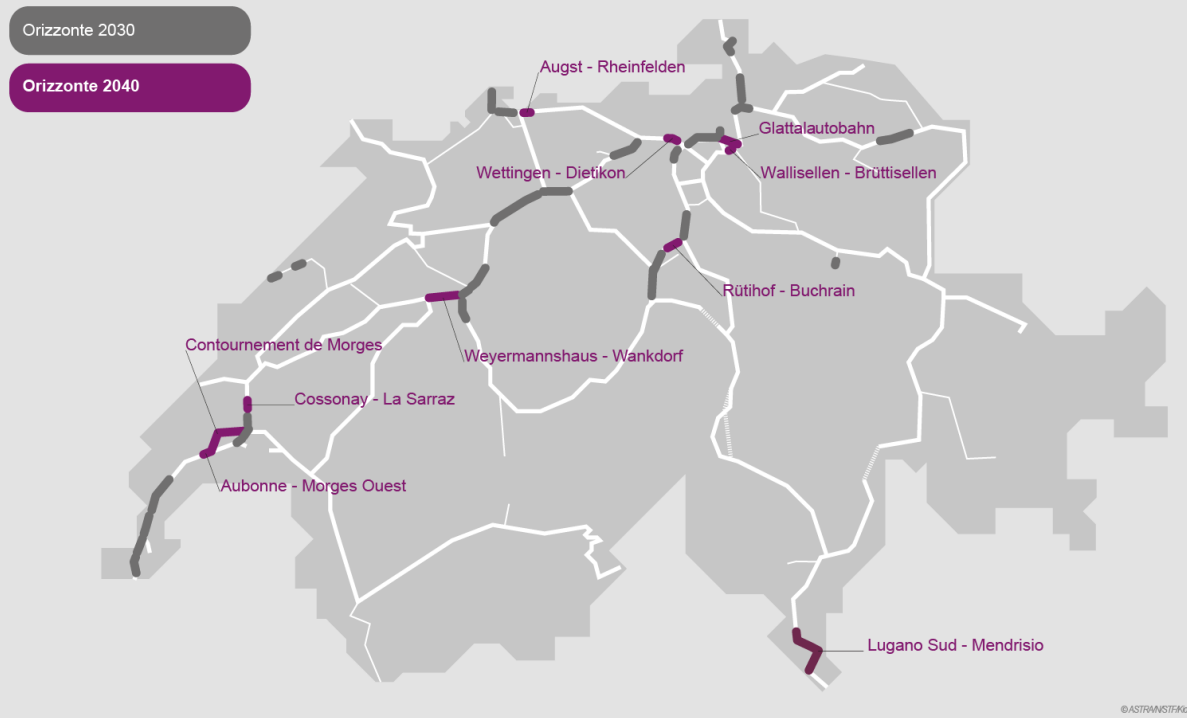 Orizzonte 2030
Orizzonte 2040
Augst - Rheinfelden
Glattalautobahn
Wettingen - Dietikon
Wallisellen - Brüttisellen
Rütihof - Buchrain
Contournement de Morges
Weyermannshaus - Wankdorf
Cossonay - La Sarraz
Aubonne - Morges Ouest
Lugano Sud - Mendrisio